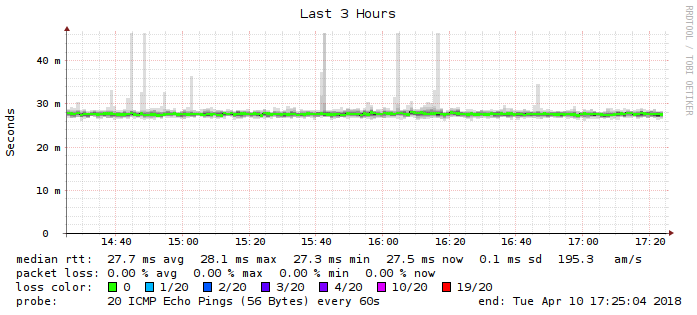 Last 3 Hours
RRDTOOL / TOBI OETIKER
Seconds
40 m
30 m
20 m
10 m
0
14:40 15:00 15:20 15:40 16:00 16:20 16:40 17:00 17:20
median rtt: 27.7 ms avg 28.1 ms max 27.3 ms min 27.5 ms now 0.1 ms sd 195.3 am/s
packet loss: 0.00 % avg 0.00 % max 0.00 % min 0.00 % now
loss color: 0 1/20 2/20 3/20 4/20 10/20 19/20
probe: 20 ICMP Echo Pings (56 Bytes) every 60s end: Tue Apr 10 17:25:04 2018